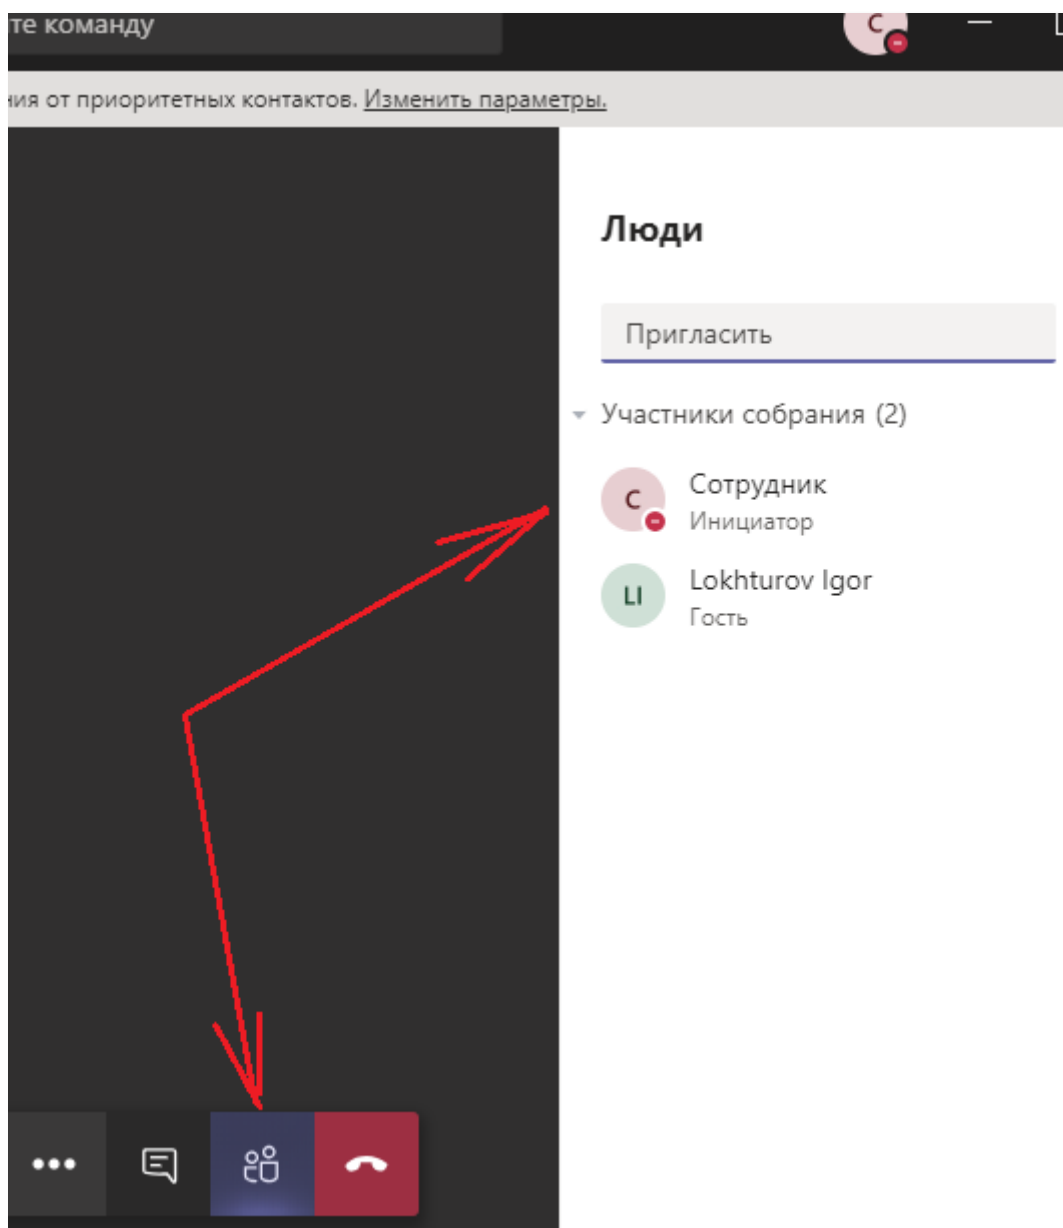 те команду
C
ния от приоритетных контактов. Изменить параметры.
Люди
Пригласить
Участники собрания (2)
C
Сотрудник
Инициатор
LI
Lokhturov Igor
Гость